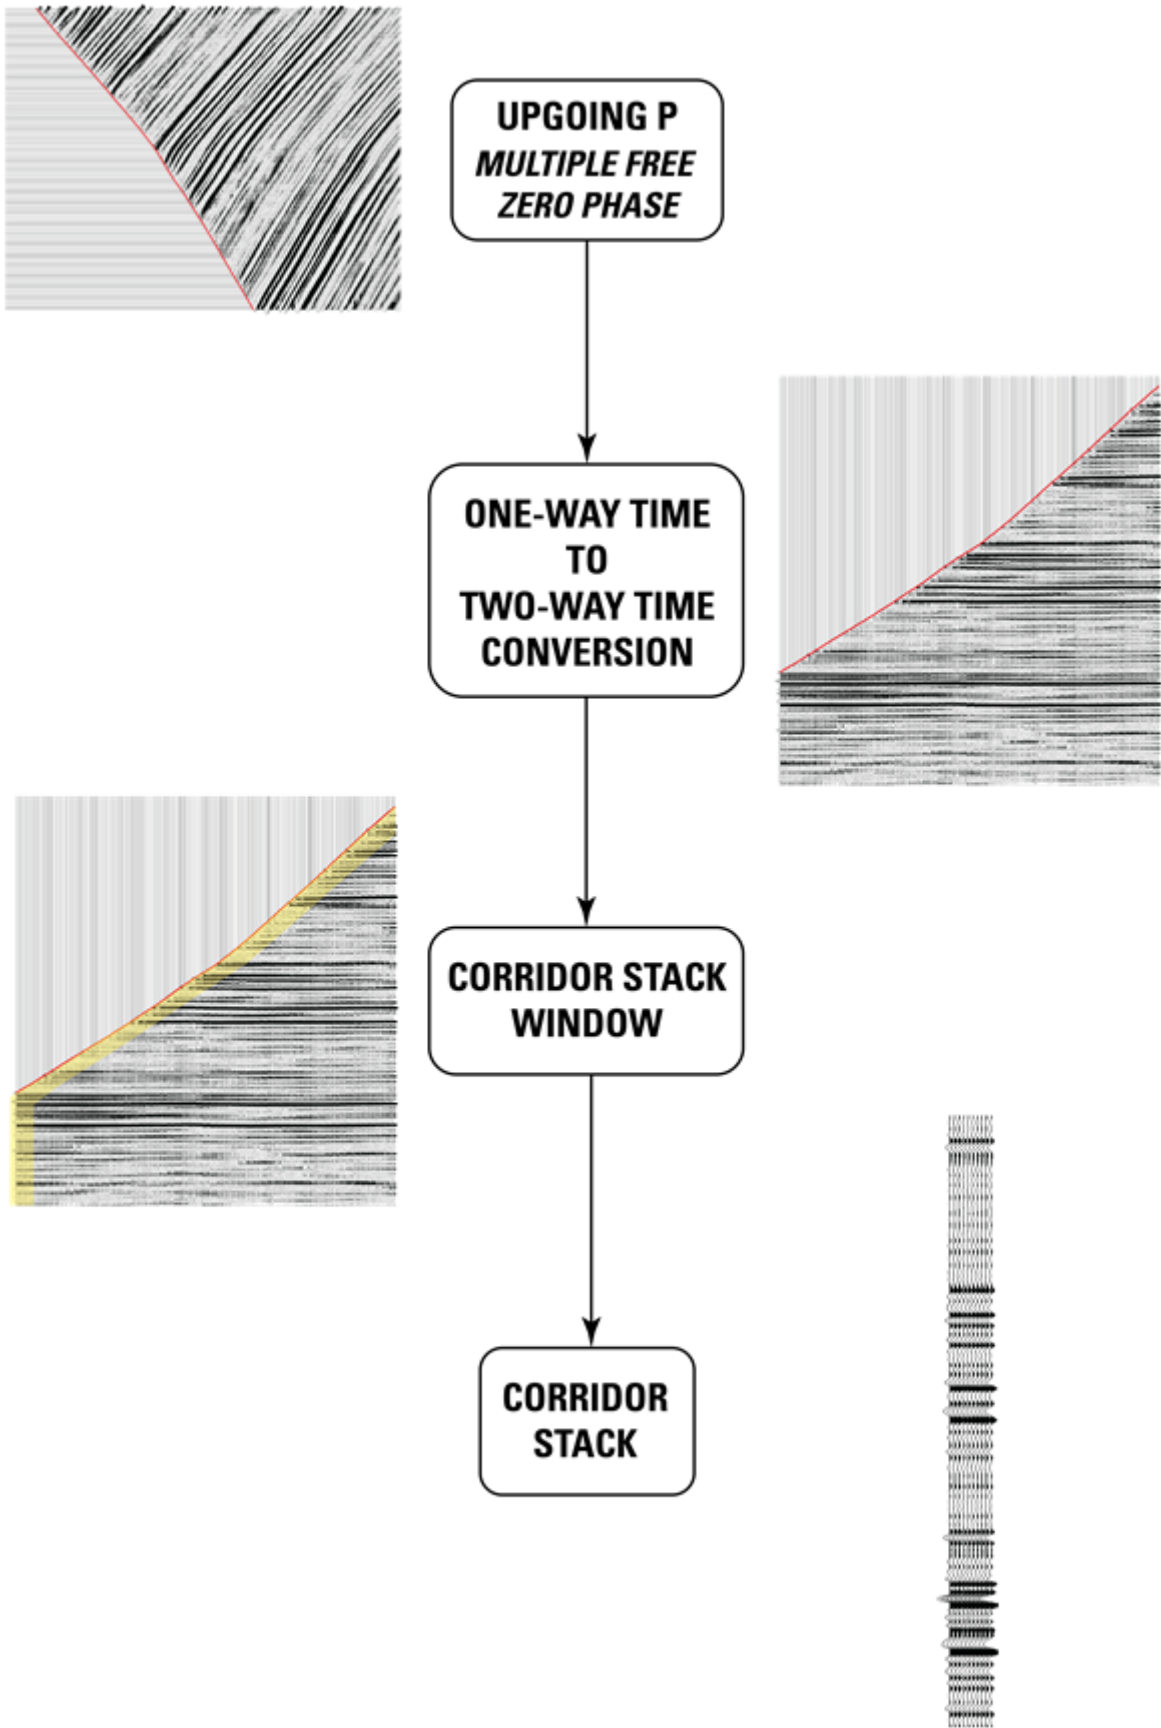 UPGOING P
MULTIPLE FREE
ZERO PHASE
ONE-WAY TIME
TO
TWO-WAY TIME
CONVERSION
CORRIDOR STACK
WINDOW
CORRIDOR
STACK